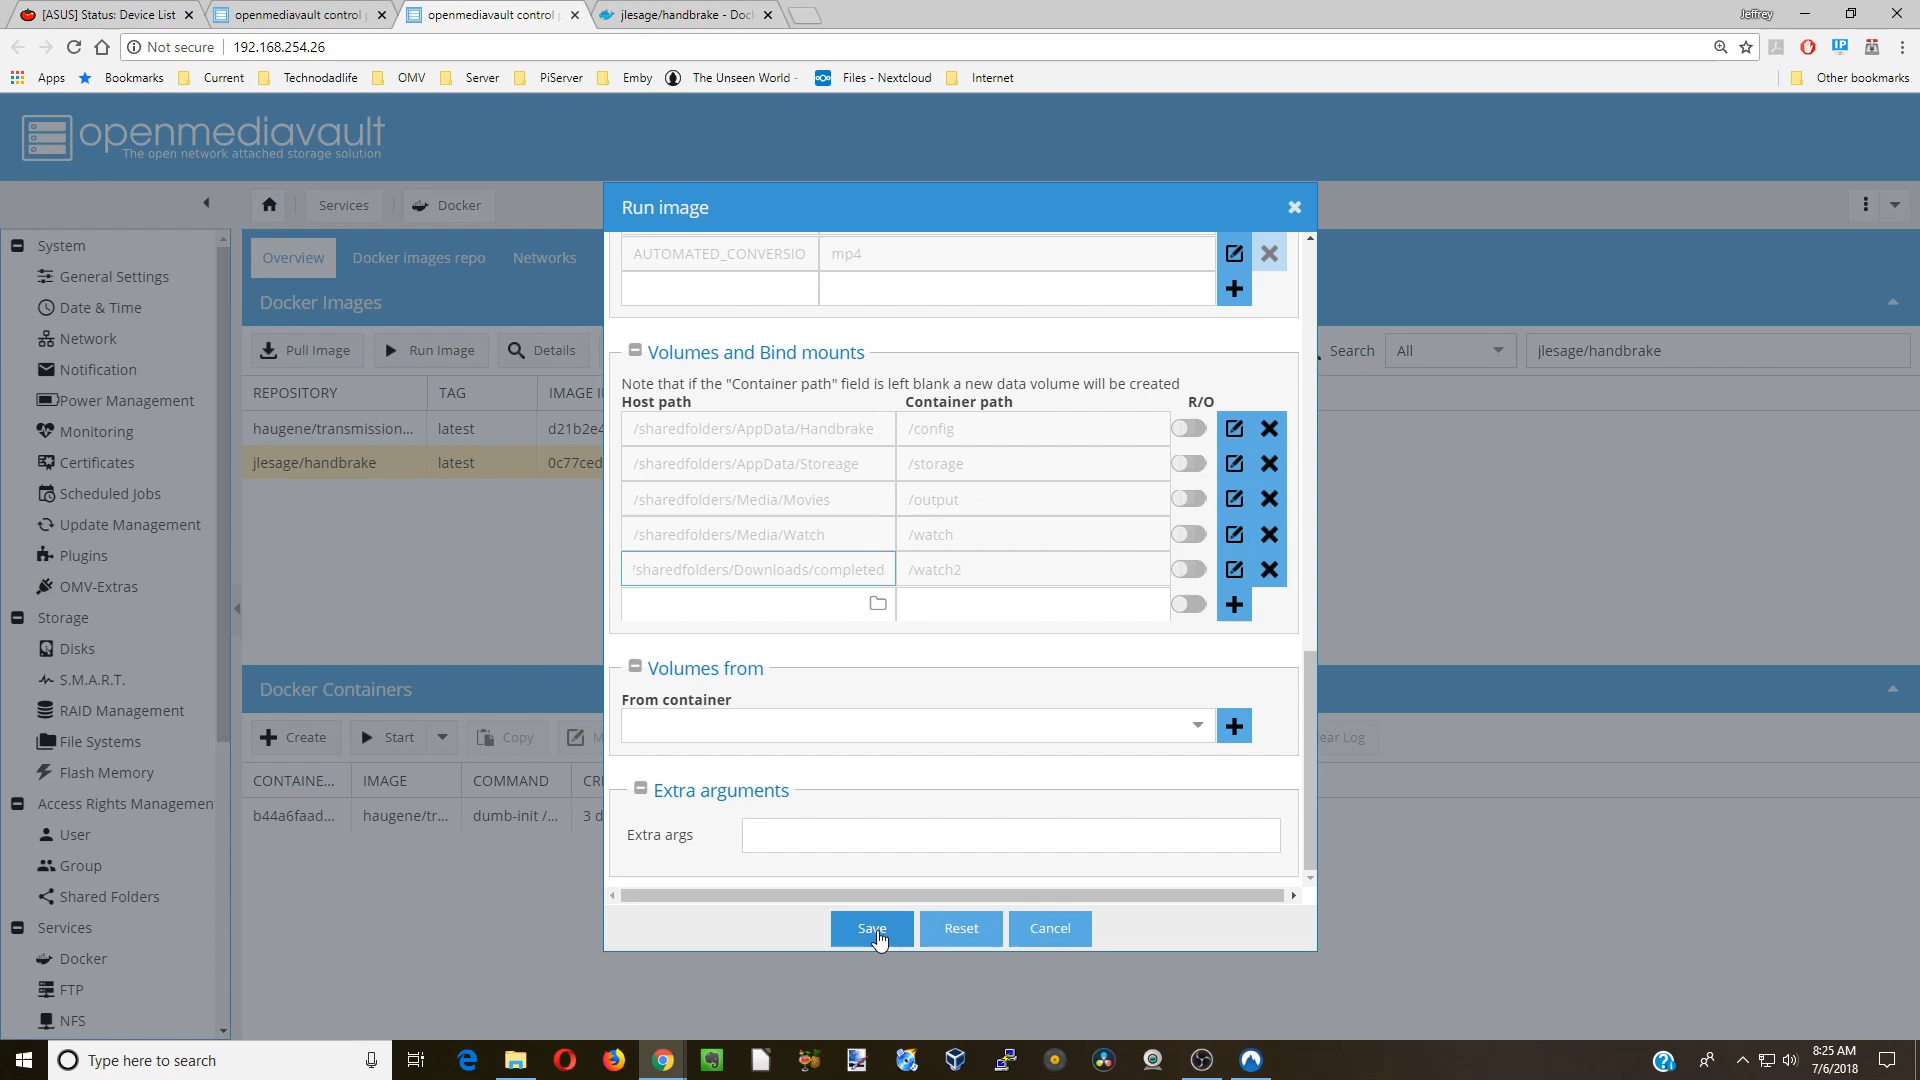 [ASUS] Status: Device List
openmediavault control p
openmediavault control p
jlesage/handbrake - Doc
Jeffrey
Not secure
192.168.254.26
Apps
Bookmarks
Current
Technodadlife
OMV
Server
PiServer
Emby
The Unseen World -
Files - Nextcloud
Internet
Other bookmarks
openmediavault
The open network attached storage solution
Services
Docker
System
General Settings
Date & Time
Network
Notification
Power Management
Monitoring
Certificates
Scheduled Jobs
Update Management
Plugins
OMV-Extras
Storage
Disks
S.M.A.R.T.
RAID Management
File Systems
Flash Memory
Access Rights Managemen
User
Group
Shared Folders
Services
Docker
FTP
NFS
Overview
Docker images repo
Networks
Docker Images
Pull Image
Run Image
Details
Search
All
jlesage/handbrake
REPOSITORY
TAG
IMAGE I
haugene/transmission...
latest
d21b2e4
jlesage/handbrake
latest
0c77ced
Docker Containers
Create
Start
Copy
M
ear Log
CONTAINE...
IMAGE
COMMAND
CRE
b44a6faad...
haugene/tr...
dumb-init /...
3 d
Run image
AUTOMATED_CONVERSIO
mp4
Volumes and Bind mounts
Note that if the "Container path" field is left blank a new data volume will be created
Host path
Container path
R/O
/sharedfolders/AppData/Handbrake
/config
/sharedfolders/AppData/Storeage
/storage
/sharedfolders/Media/Movies
/output
/sharedfolders/Media/Watch
/watch
/sharedfolders/Downloads/completed
/watch2
Volumes from
From container
Extra arguments
Extra args
Save
Reset
Cancel
Type here to search
8:25 AM
7/6/2018